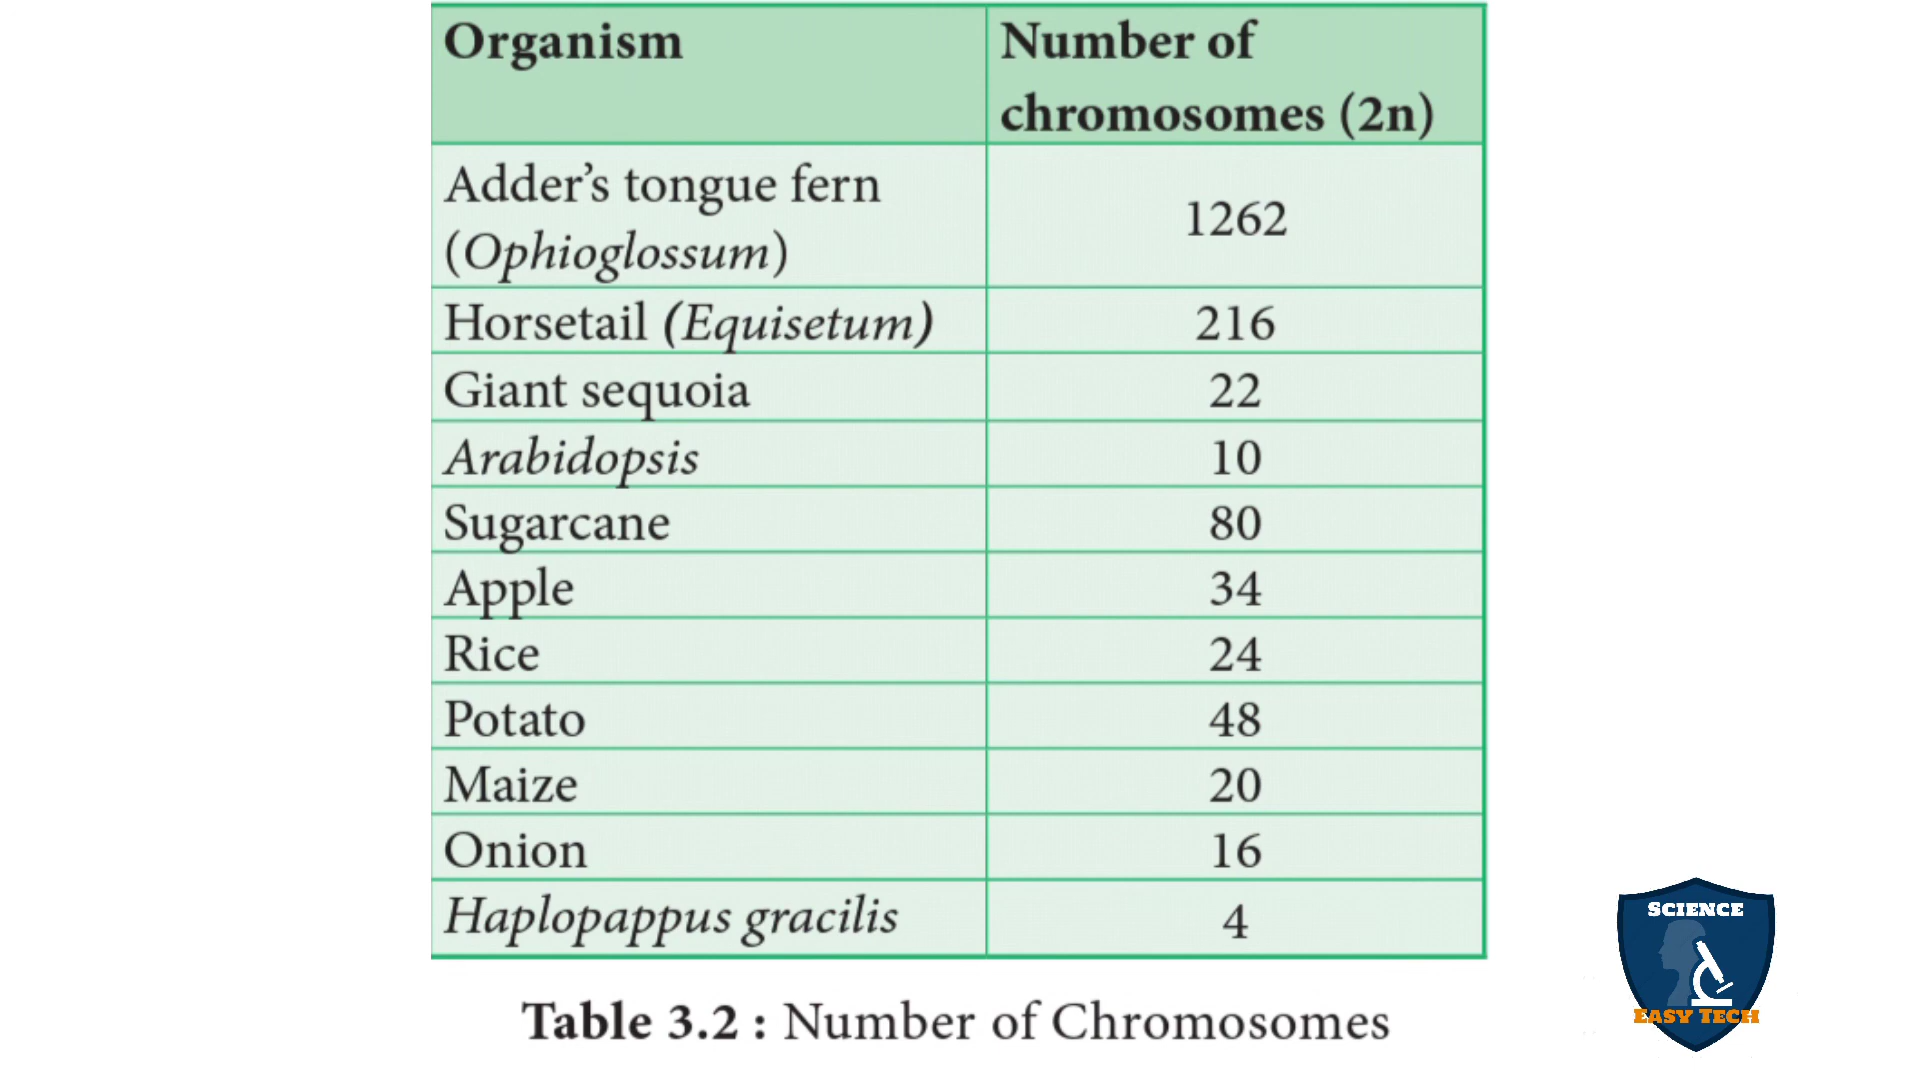 Organism
Number of
chromosomes (2n)
Adder’s tongue fern
(Ophioglossum)
1262
Horsetail (Equisetum)
216
Giant sequoia
22
Arabidopsis
10
Sugarcane
80
Apple
34
Rice
24
Potato
48
Maize
20
Onion
16
Haplopappus gracilis
4
Table 3.2 : Number of Chromosomes
SCIENCE
EASY TECH